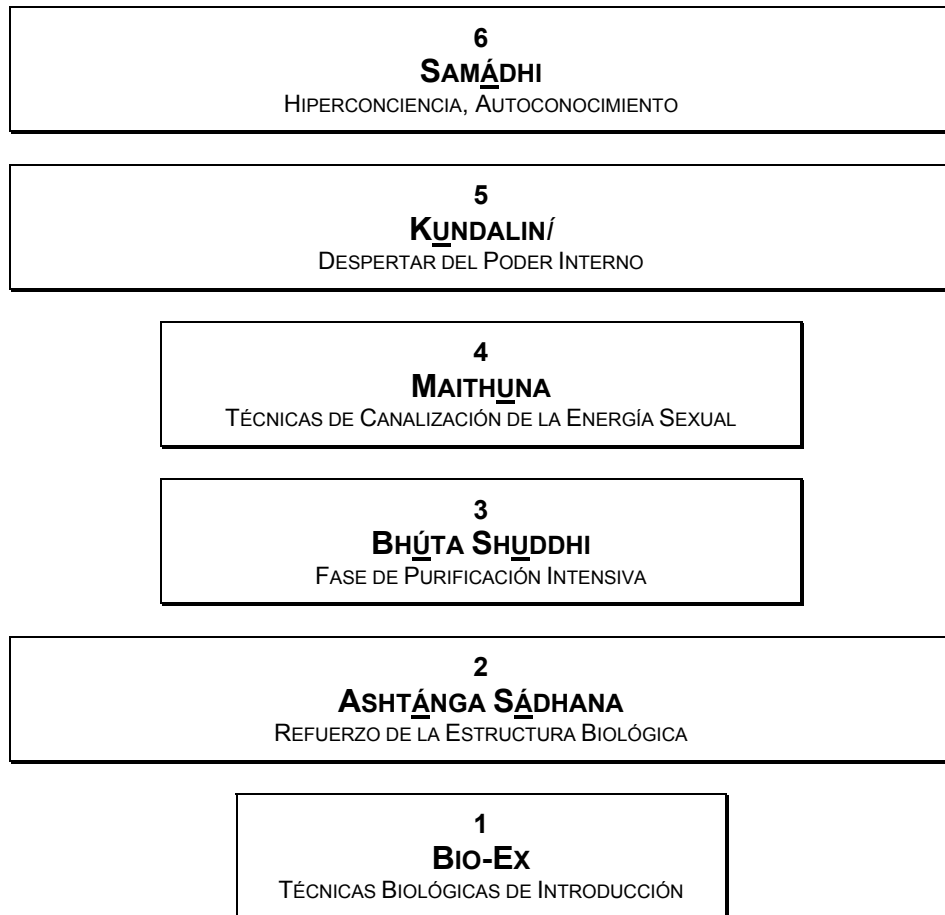 6
SAMÁDHI
HIPERCONCIENCIA, AUTOCONOCIMIENTO
5
KUNDALINÍ
DESPERTAR DEL PODER INTERNO
4
MAITHUNA
TÉCNICAS DE CANALIZACIÓN DE LA ENERGÍA SEXUAL
3
BHÚTA SHUDDHI
FASE DE PURIFICACIÓN INTENSIVA
2
ASHTÁNGA SÁDHANA
REFUERZO DE LA ESTRUCTURA BIOLÓGICA
1
BIO-EX
TÉCNICAS BIOLÓGICAS DE INTRODUCCIÓN